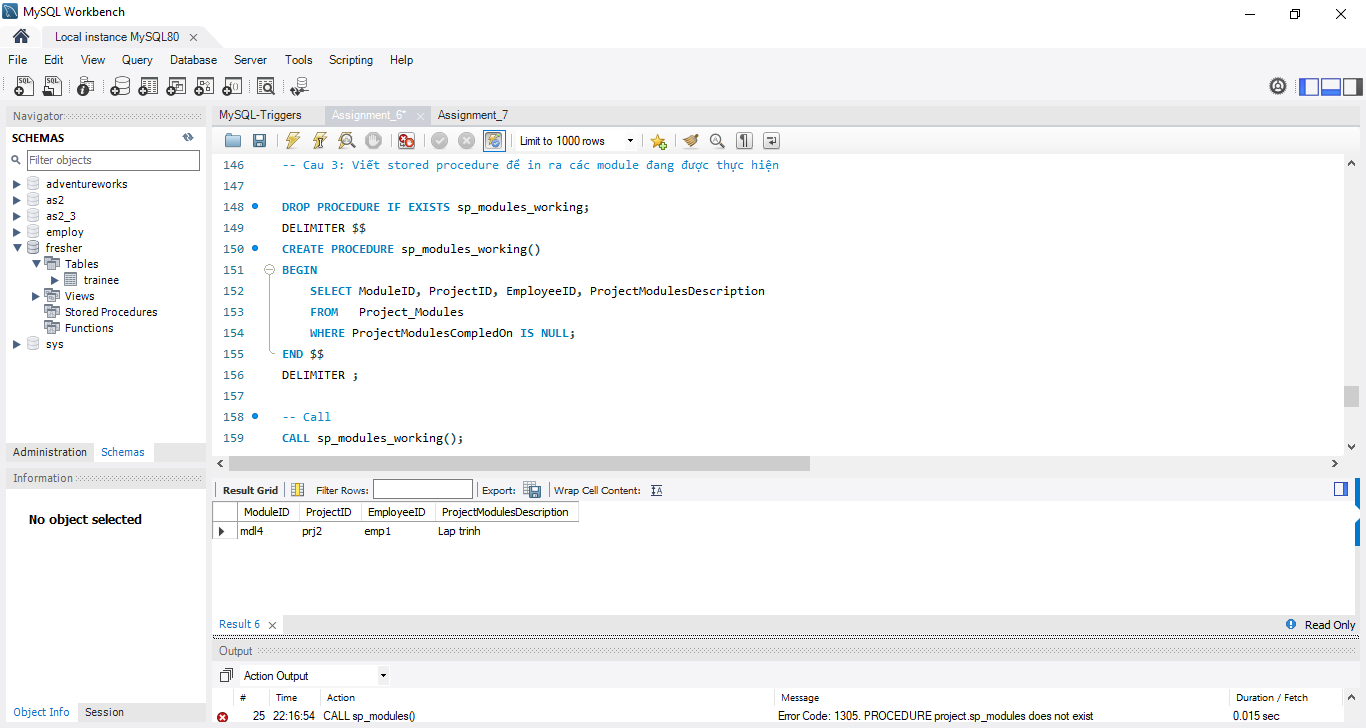 MySQL Workbench
Local instance MySQL80
File Edit View Query Database Server Tools Scripting Help
Navigator
SCHEMAS
Filter objects
adventureworks
as2
as2_3
employ
fresher
Tables
trainee
Views
Stored Procedures
Functions
sys
Administration Schemas
Information
No object selected
Object Info Session
MySQL-Triggers Assignment_6* Assignment_7
Limit to 1000 rows
146 -- Cau 3: Viết stored procedure để in ra các module đang được thực hiện
147
148 DROP PROCEDURE IF EXISTS sp_modules_working;
149 DELIMITER $$
150 CREATE PROCEDURE sp_modules_working()
151 BEGIN
152 SELECT ModuleID, ProjectID, EmployeeID, ProjectModulesDescription
153 FROM Project_Modules
154 WHERE ProjectModulesCompledOn IS NULL;
155 END $$
156 DELIMITER ;
157
158 -- Call
159 CALL sp_modules_working();
Result Grid Filter Rows: Export: Wrap Cell Content:
ModuleID ProjectID EmployeeID ProjectModulesDescription
mdl4 prj2 emp1 Lap trinh
Result 6 Read Only
Output
Action Output
# Time Action Message Duration / Fetch
25 22:16:54 CALL sp_modules() Error Code: 1305. PROCEDURE project.sp_modules does not exist 0.015 sec